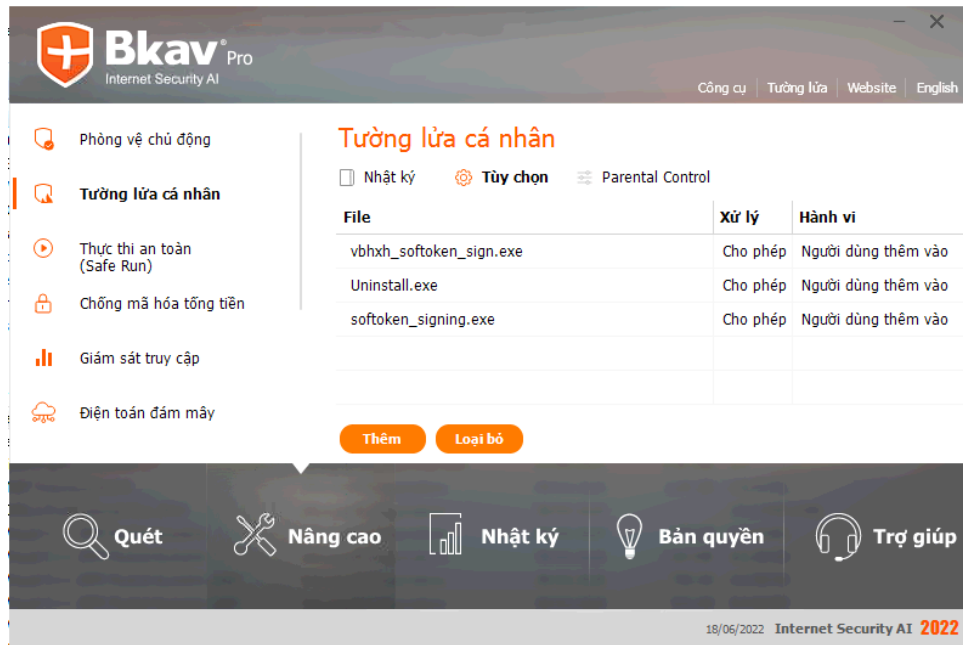 Bkav® Pro
Internet Security AI
Công cụ Tường lửa Website English
Phòng vệ chủ động
Tường lửa cá nhân
Thực thi an toàn
(Safe Run)
Chống mã hóa tống tiền
Giám sát truy cập
Điện toán đám mây
Tường lửa cá nhân
Nhật ký Tùy chọn Parental Control
File Xử lý Hành vi
vbhxh_softoken_sign.exe Cho phép Người dùng thêm vào
Uninstall.exe Cho phép Người dùng thêm vào
softoken_signing.exe Cho phép Người dùng thêm vào
Thêm Loại bỏ
Quét Nâng cao Nhật ký Bản quyền Trợ giúp
18/06/2022 Internet Security AI 2022